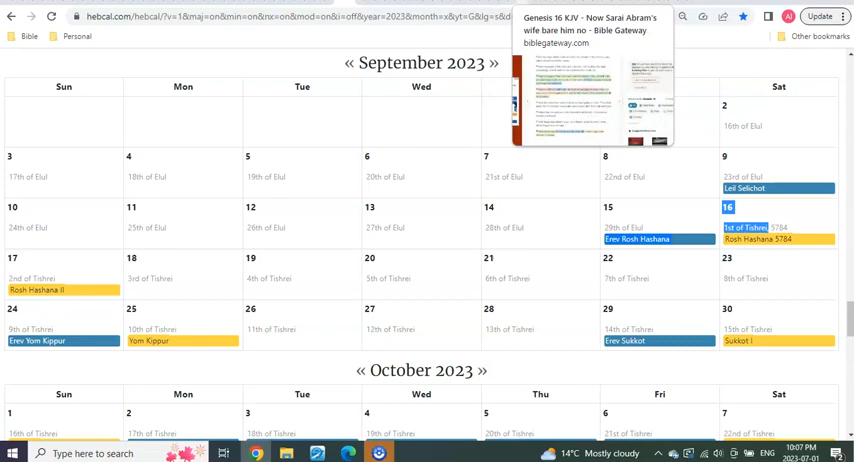 hebcal.com/hebcal/?v=1&maj=on&min=on&nx=on&mod=on&i=off&year=2023&month=x&yt=G&lg=s&d
AI
Update
Bible
Personal
Other bookmarks
Genesis 16 KJV - Now Sarai Abram's
wife bare him no - Bible Gateway
biblegateway.com
« September 2023 »
Sun Mon Tue Wed Sat
2
16th of Elul
3 4 5 6 7 8 9
17th of Elul 18th of Elul 19th of Elul 20th of Elul 21st of Elul 22nd of Elul 23rd of Elul
Leil Selichot
10 11 12 13 14 15 16
24th of Elul 25th of Elul 26th of Elul 27th of Elul 28th of Elul 29th of Elul 1st of Tishrei, 5784
Erev Rosh Hashana Rosh Hashana 5784
17 18 19 20 21 22 23
2nd of Tishrei 3rd of Tishrei 4th of Tishrei 5th of Tishrei 6th of Tishrei 7th of Tishrei 8th of Tishrei
Rosh Hashana II
24 25 26 27 28 29 30
9th of Tishrei 10th of Tishrei 11th of Tishrei 12th of Tishrei 13th of Tishrei 14th of Tishrei 15th of Tishrei
Erev Yom Kippur Yom Kippur Erev Sukkot Sukkot I
« October 2023 »
Sun Mon Tue Wed Thu Fri Sat
1 2 3 4 5 6 7
16th of Tishrei 17th of Tishrei 18th of Tishrei 19th of Tishrei 20th of Tishrei 21st of Tishrei 22nd of Tishrei
Type here to search
14°C Mostly cloudy
ENG
10:07 PM
2023-07-01
2